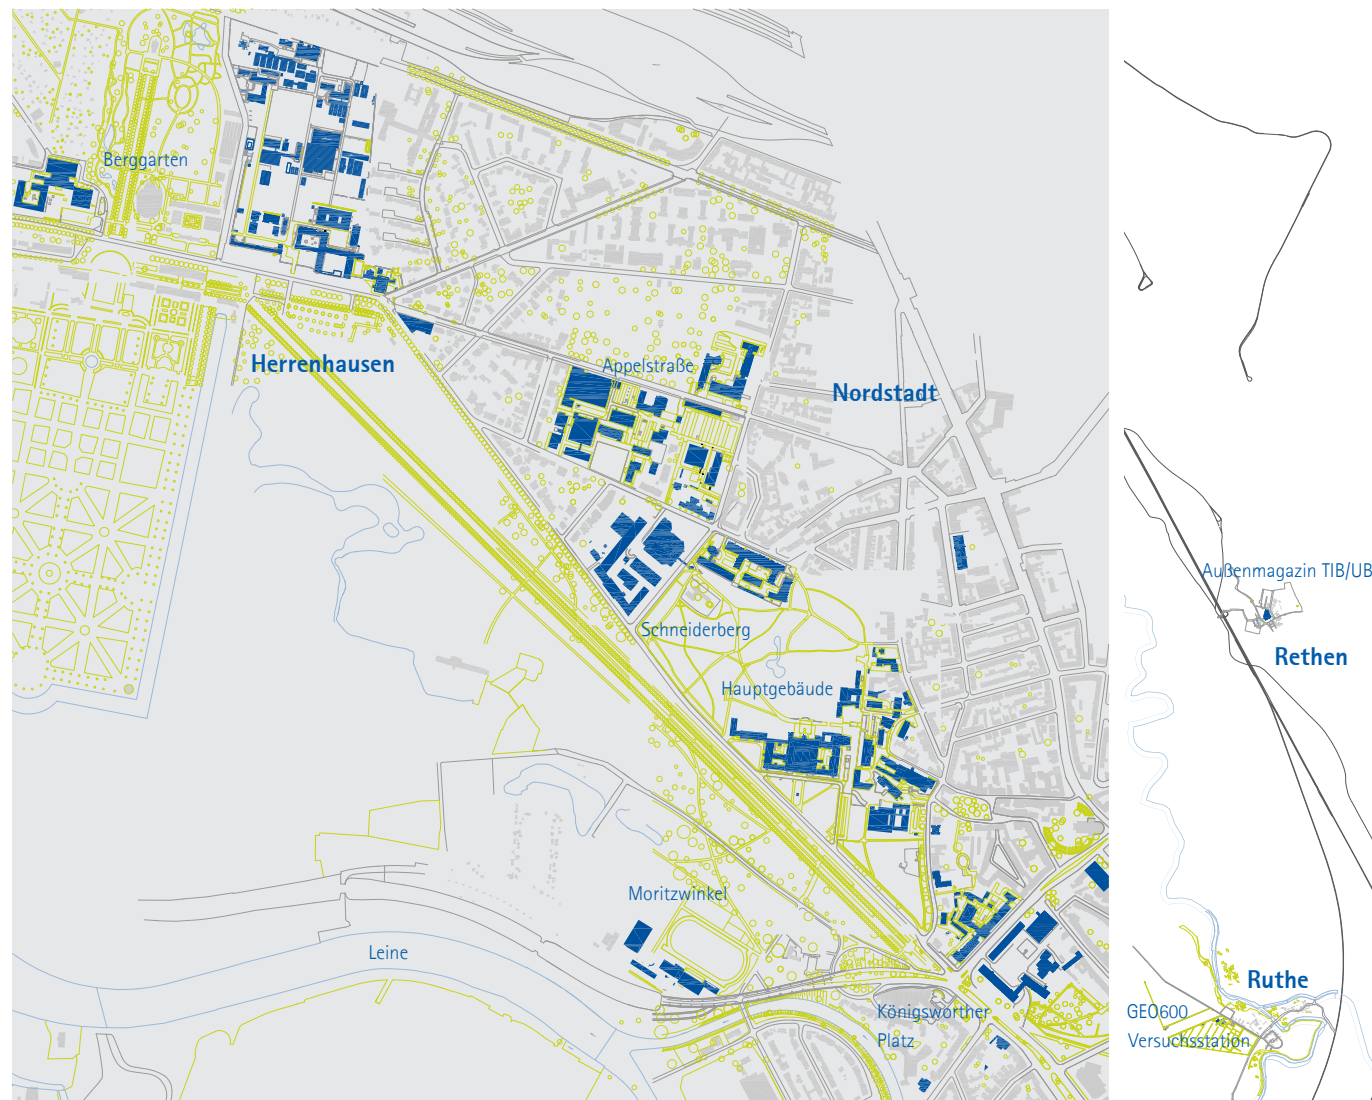 Berggarten
Herrenhausen
Appelstraße
Nordstadt
Schneiderberg
Hauptgebäude
Moritzwinkel
Leine
Königsworther
Platz
Außenmagazin TIB/UB
Rethen
Ruthe
GEO600
Versuchsstation